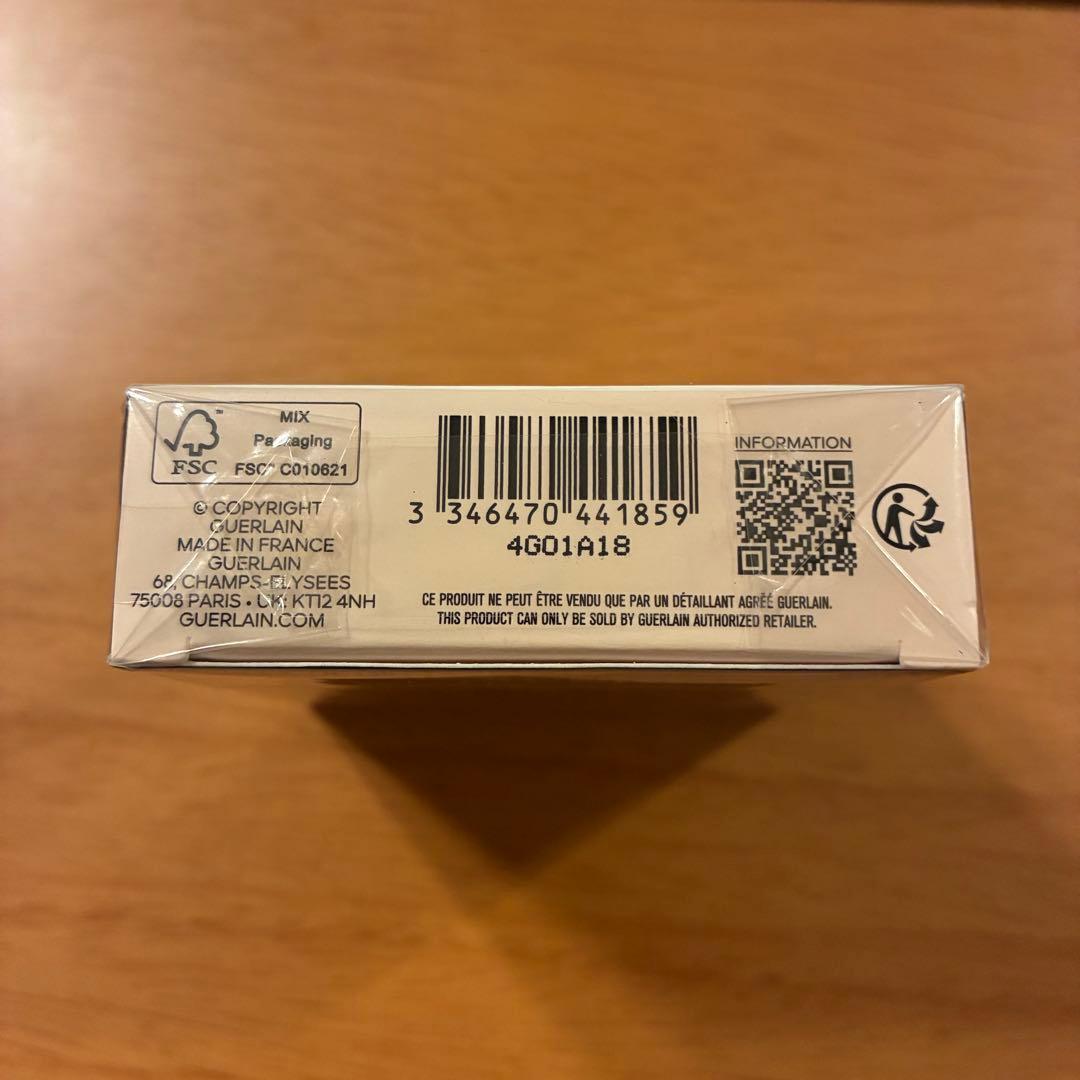 MIX
Packaging
FSC™
FSC® C010621
© COPYRIGHT
GUERLAIN
MADE IN FRANCE
GUERLAIN
68, CHAMPS-ELYSEES
75008 PARIS • UK: KT12 4NH
GUERLAIN.COM
3 346470 441859
4G01A18
INFORMATION
CE PRODUIT NE PEUT ÊTRE VENDU QUE PAR UN DÉTAILLANT AGRÉÉ GUERLAIN.
THIS PRODUCT CAN ONLY BE SOLD BY GUERLAIN AUTHORIZED RETAILER.